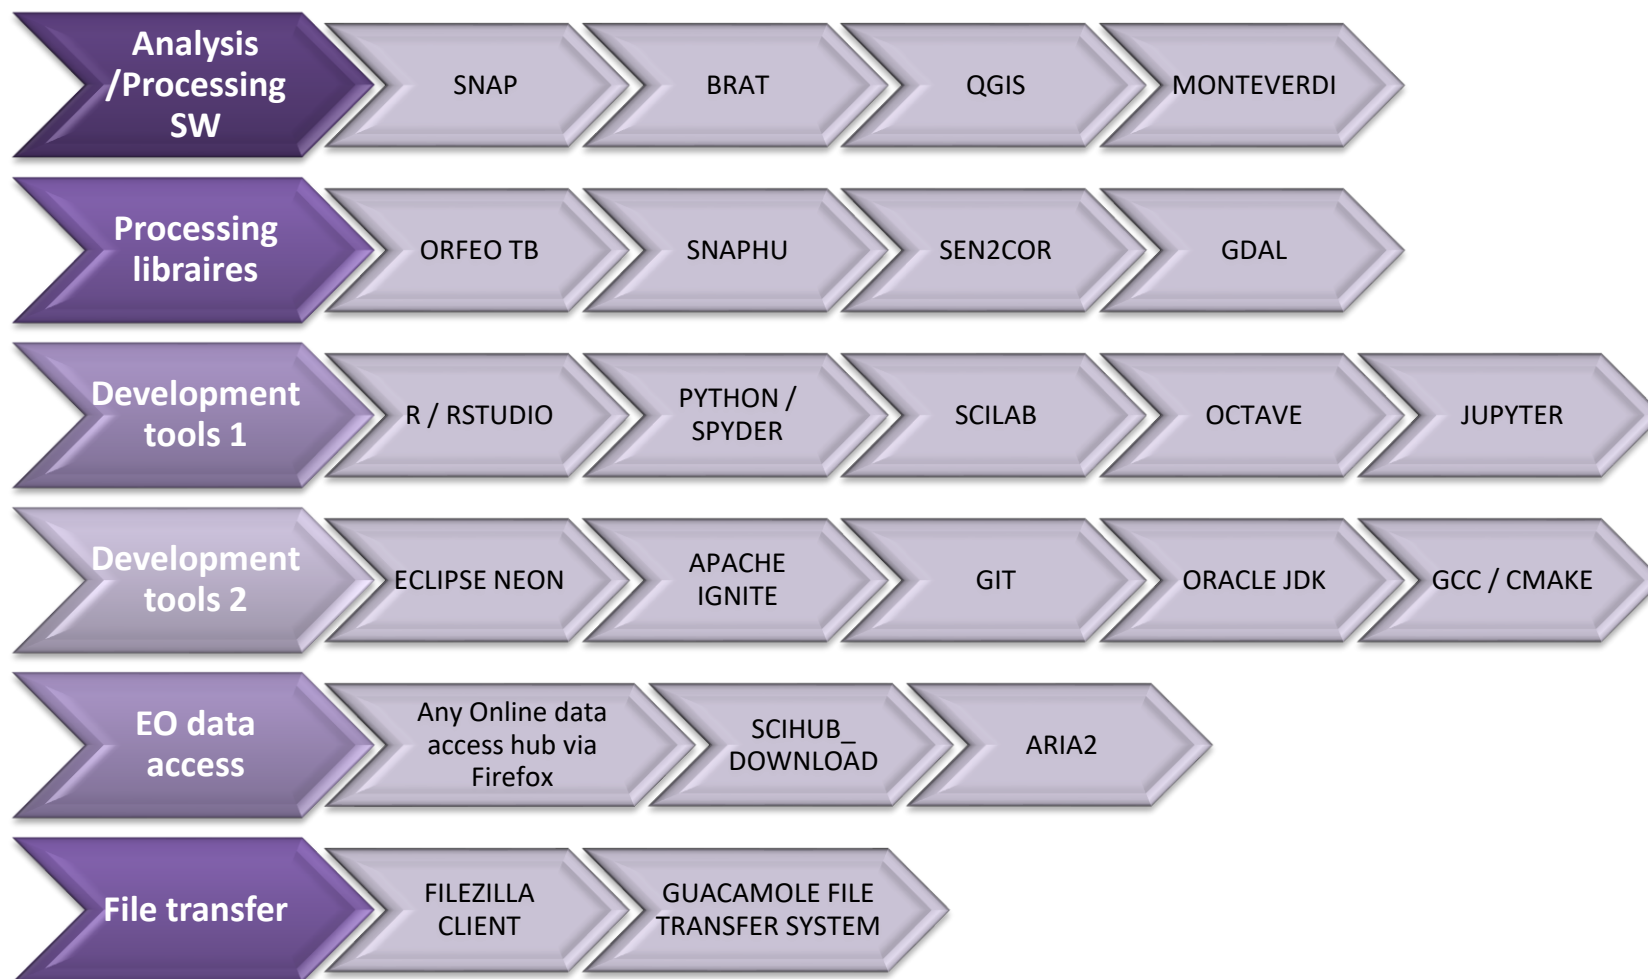 Analysis
/Processing
SW
SNAP
BRAT
QGIS
MONTEVERDI
Processing
libraires
ORFEO TB
SNAPHU
SEN2COR
GDAL
Development
tools 1
R / RSTUDIO
PYTHON /
SPYDER
SCILAB
OCTAVE
JUPYTER
Development
tools 2
ECLIPSE NEON
APACHE
IGNITE
GIT
ORACLE JDK
GCC / CMAKE
EO data
access
Any Online data
access hub via
Firefox
SCIHUB_
DOWNLOAD
ARIA2
File transfer
FILEZILLA
CLIENT
GUACAMOLE FILE
TRANSFER SYSTEM